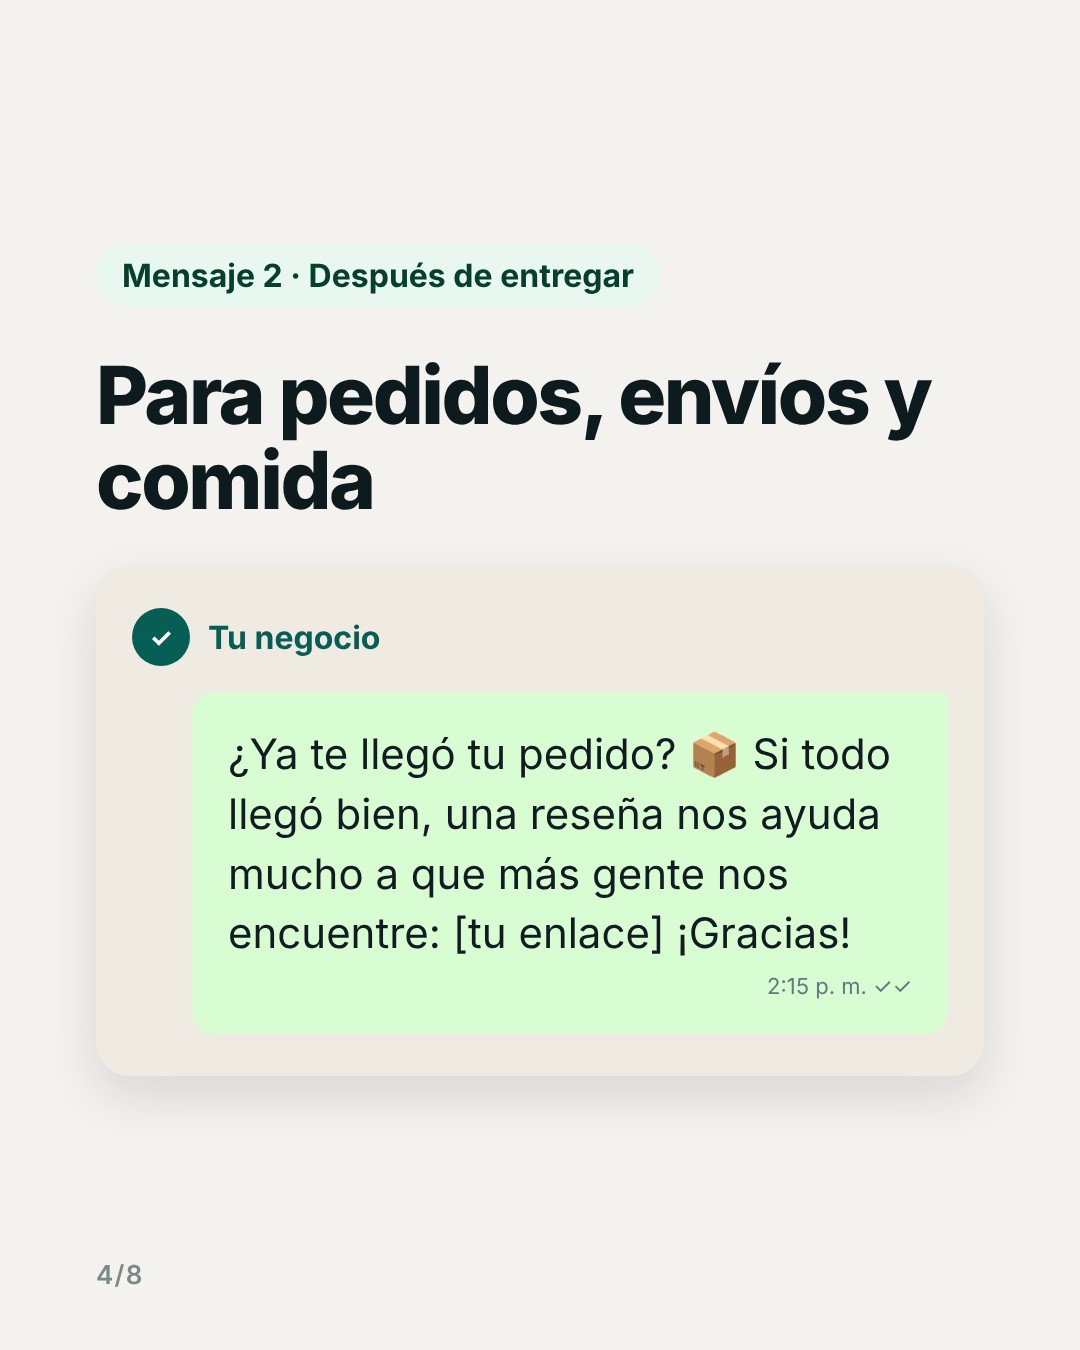 Mensaje 2 · Después de entregar
Para pedidos, envíos y
comida
Tu negocio
¿Ya te llegó tu pedido? 📦 Si todo
llegó bien, una reseña nos ayuda
mucho a que más gente nos
encuentre: [tu enlace] ¡Gracias!
2:15 p. m. ✓✓
4/8